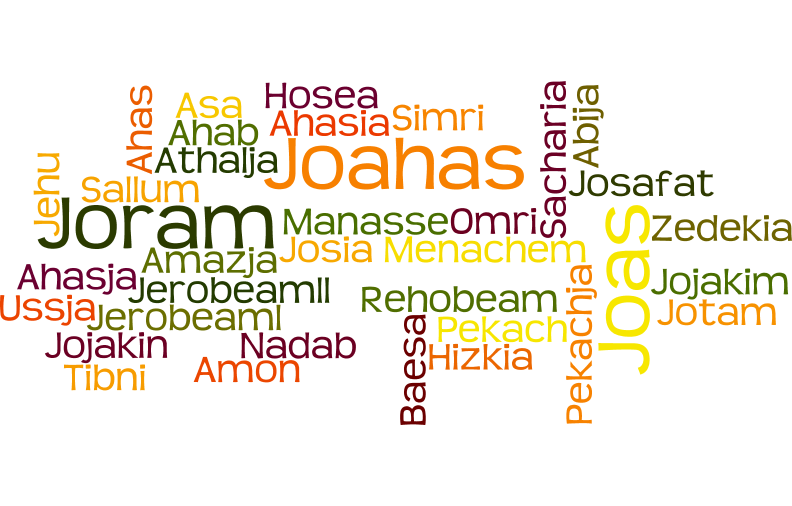 Hosea
Asa
Ahas
Ahasia
Simri
Sacharia
Abija
Ahab
Athalja
Joahas
Jehu
Sallum
Josafat
Joram
Manasse
Omri
Joas
Zedekia
Amazja
Josia
Menachem
Ahasja
JerobeamII
Rehobeam
Pekachja
Jojakim
Ussja
JerobeamI
Jotam
Baesa
Pekach
Jojakin
Nadab
Hizkia
Tibni
Amon